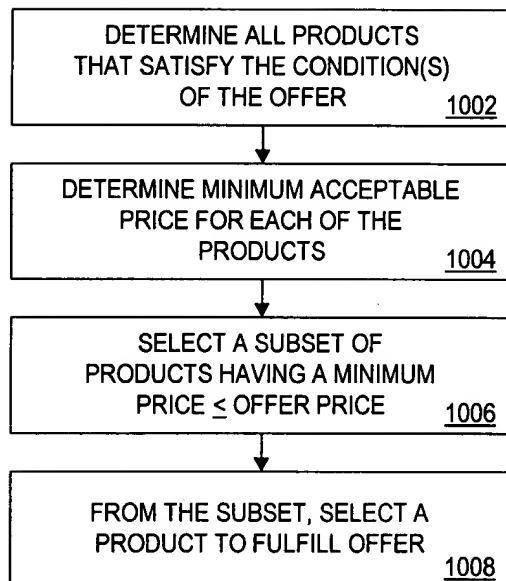 DETERMINE ALL PRODUCTS
THAT SATISFY THE CONDITION(S)
OF THE OFFER
1002
DETERMINE MINIMUM ACCEPTABLE
PRICE FOR EACH OF THE
PRODUCTS
1004
SELECT A SUBSET OF
PRODUCTS HAVING A MINIMUM
PRICE ≤ OFFER PRICE
1006
FROM THE SUBSET, SELECT A
PRODUCT TO FULFILL OFFER
1008